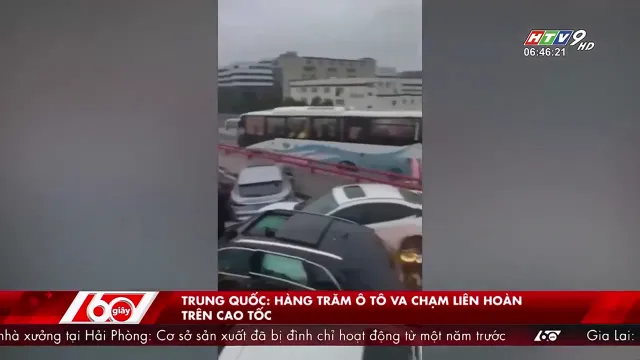 HTV9 HD
06:46:21
60 giây
TRUNG QUỐC: HÀNG TRĂM Ô TÔ VA CHẠM LIÊN HOÀN
TRÊN CAO TỐC
nhà xưởng tại Hải Phòng: Cơ sở sản xuất đã bị đình chỉ hoạt động từ một năm trước 60 Gia Lai: